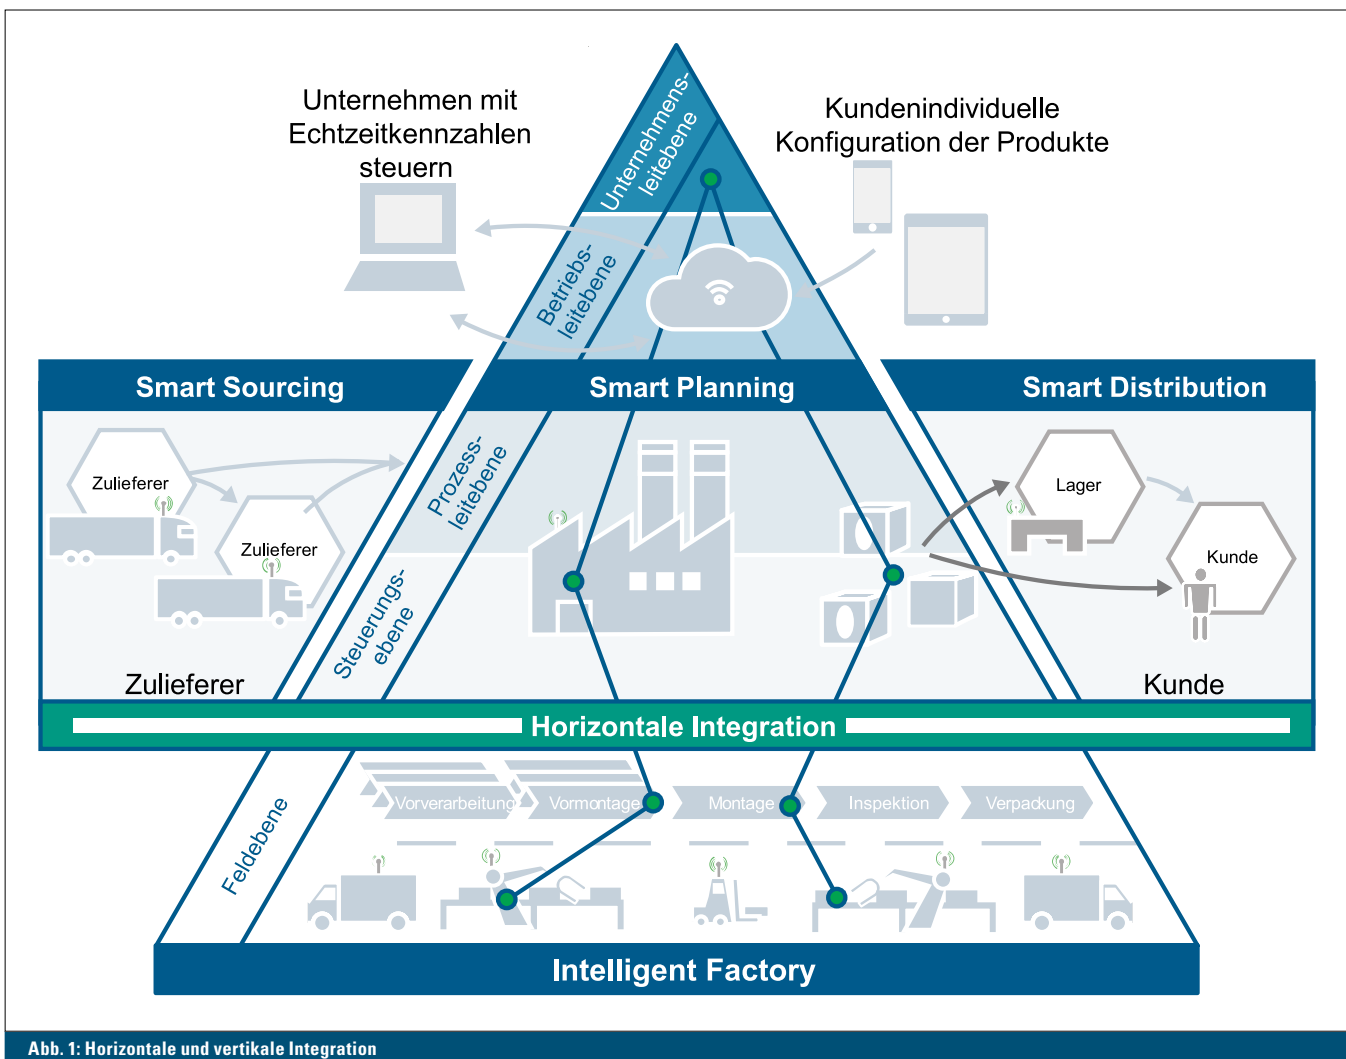 Unternehmen mit
Echtzeitkennzahlen
steuern
Kundenindividuelle
Konfiguration der Produkte
Unternehmens-
leitebene
Betriebs-
leitebene
Smart Sourcing
Smart Planning
Smart Distribution
Prozess-
leitebene
Steuerungs-
ebene
Zulieferer
Zulieferer
Lager
Kunde
Zulieferer
Kunde
Horizontale Integration
Feldebene
Vorverarbeitung
Vormontage
Montage
Inspektion
Verpackung
Intelligent Factory
Abb. 1: Horizontale und vertikale Integration